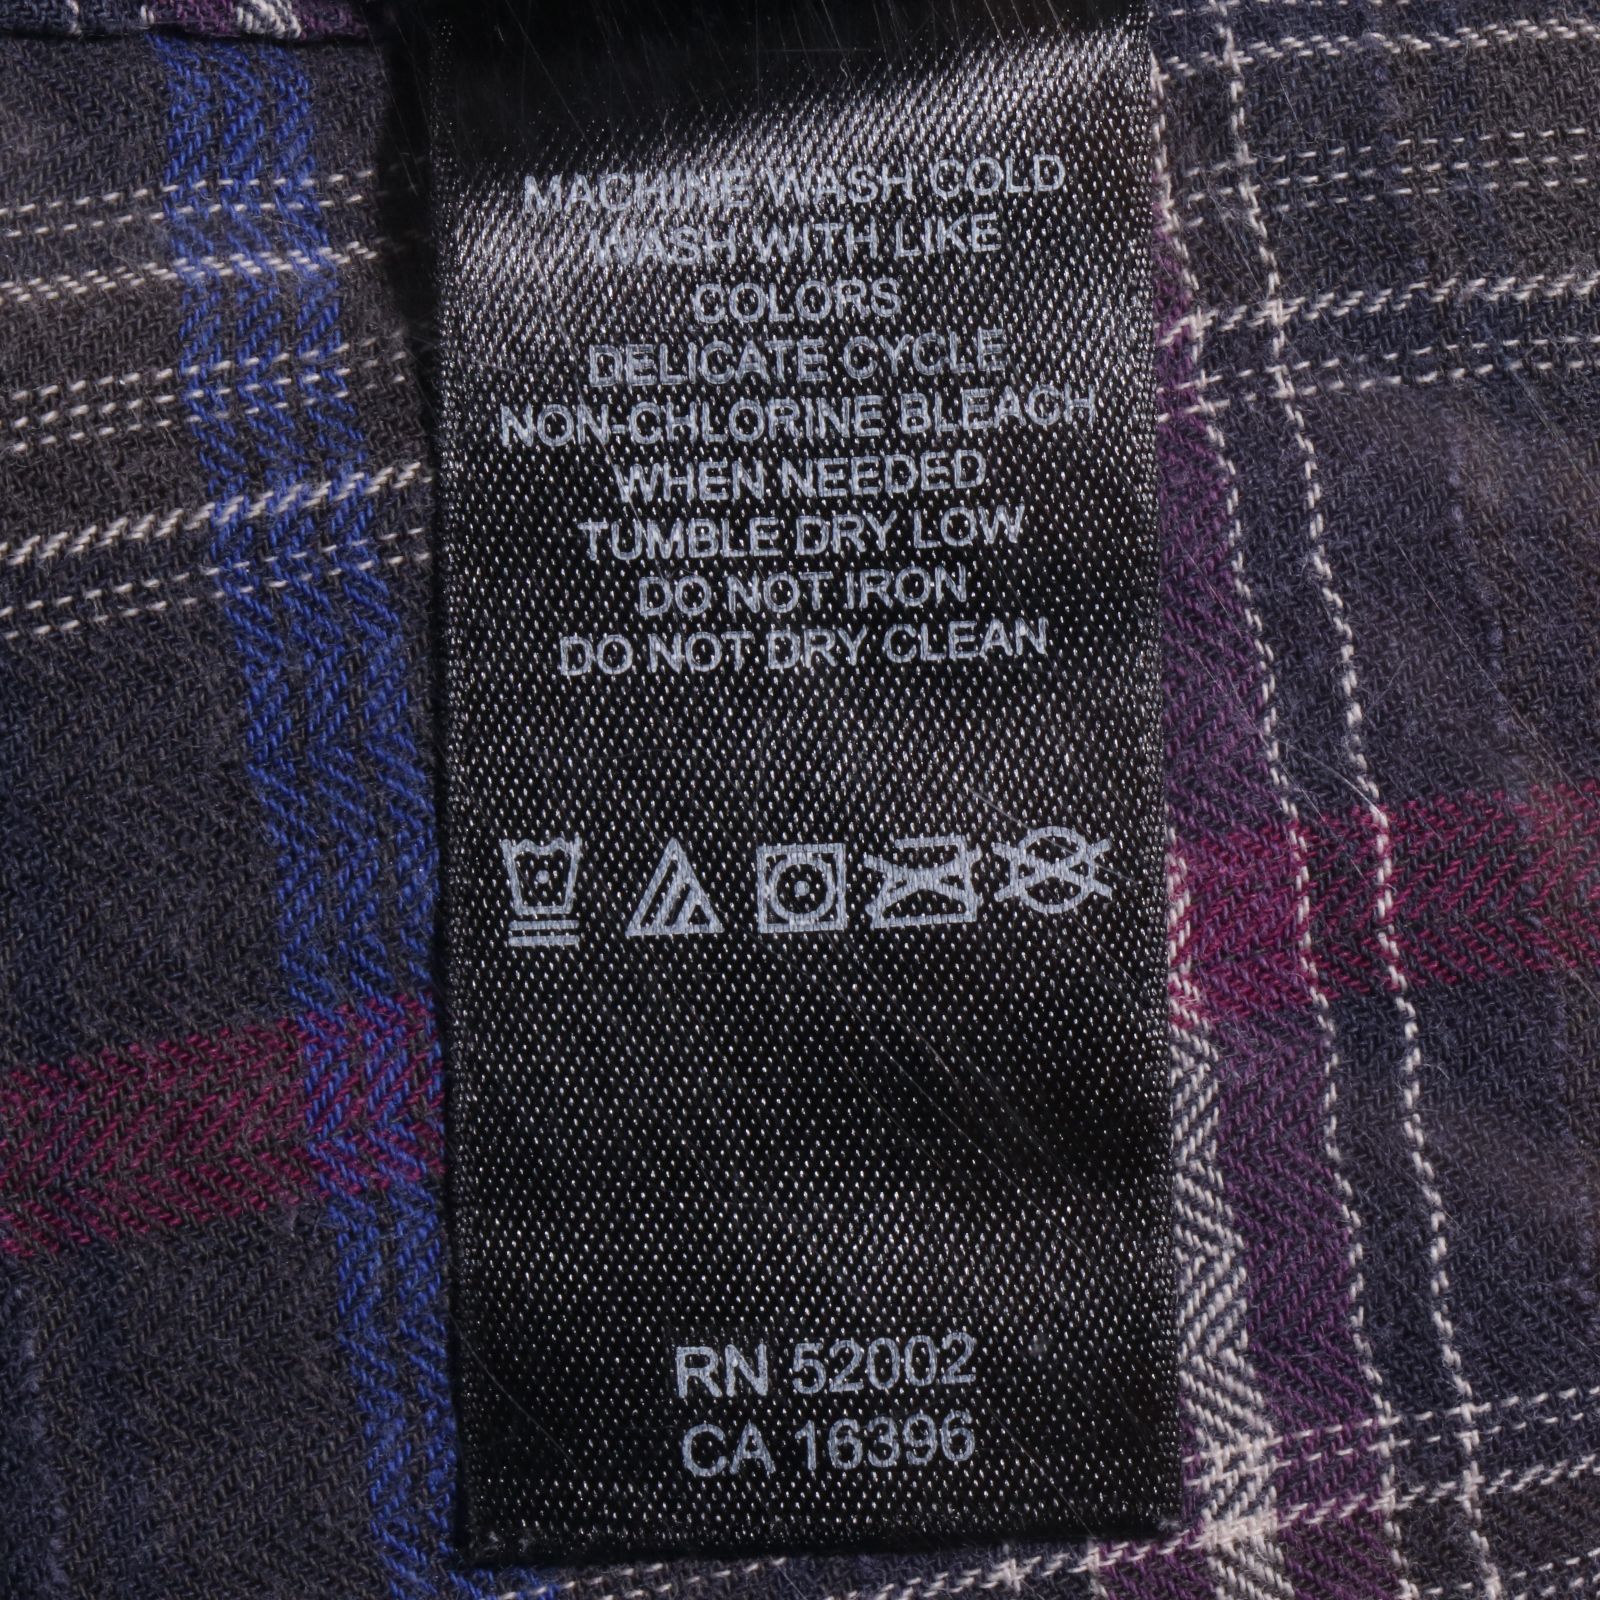 MACHINE WASH COLD
WASH WITH LIKE
COLORS
DELICATE CYCLE
NON-CHLORINE BLEACH
WHEN NEEDED
TUMBLE DRY LOW
DO NOT IRON
DO NOT DRY CLEAN
RN 52002
CA 16396